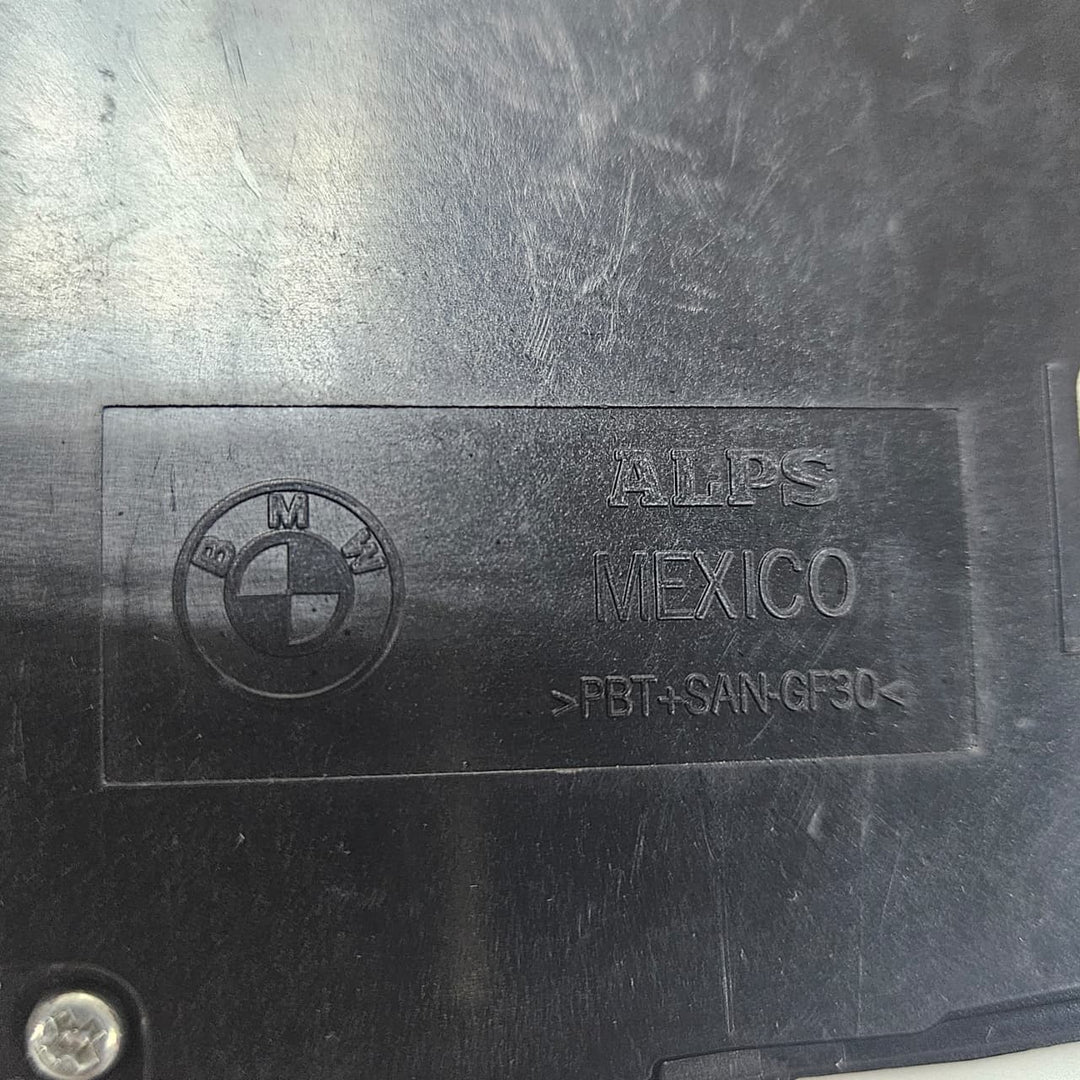 BMW
ALPS
MEXICO
>PBT+SAN-GF30<